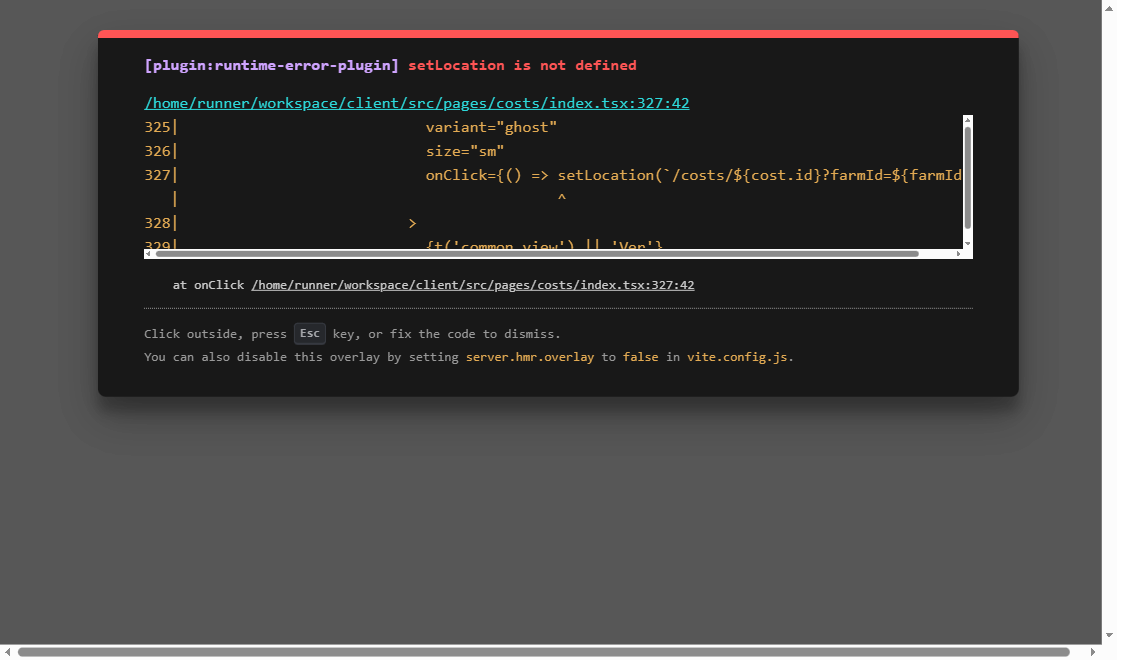 [plugin:runtime-error-plugin] setLocation is not defined
/home/runner/workspace/client/src/pages/costs/index.tsx:327:42
325|                            variant="ghost"
326|                            size="sm"
327|                            onClick={() => setLocation(`/costs/${cost.id}?farmId=${farmId
   |                                           ^
328|                          >
329|                            {t('common.view') || 'Ver'}
at onClick /home/runner/workspace/client/src/pages/costs/index.tsx:327:42
Click outside, press Esc key, or fix the code to dismiss.
You can also disable this overlay by setting server.hmr.overlay to false in vite.config.js.